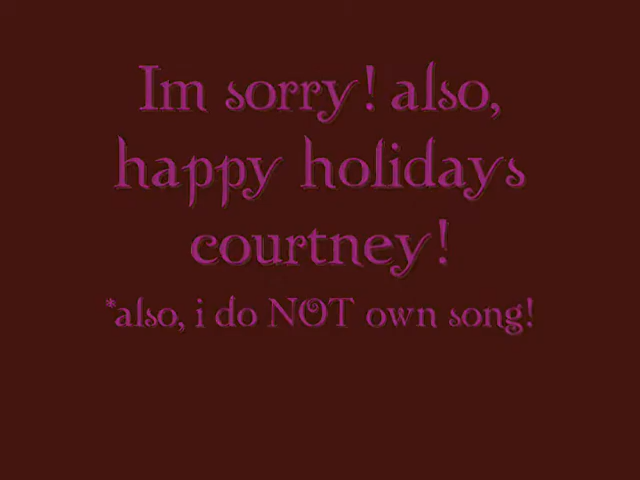 Im sorry! also,
happy holidays
courtney!
*also, i do NOT own song!